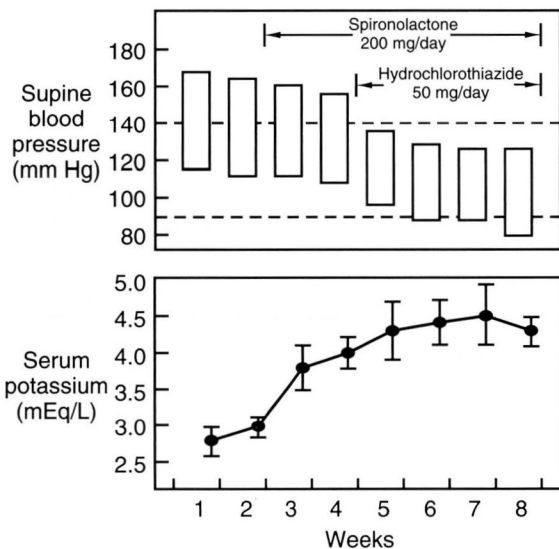 Spironolactone
200 mg/day
Hydrochlorothiazide
50 mg/day
Supine
blood
pressure
(mm Hg)
180
160
140
120
100
80
Serum
potassium
(mEq/L)
5.0
4.5
4.0
3.5
3.0
2.5
1 2 3 4 5 6 7 8
Weeks